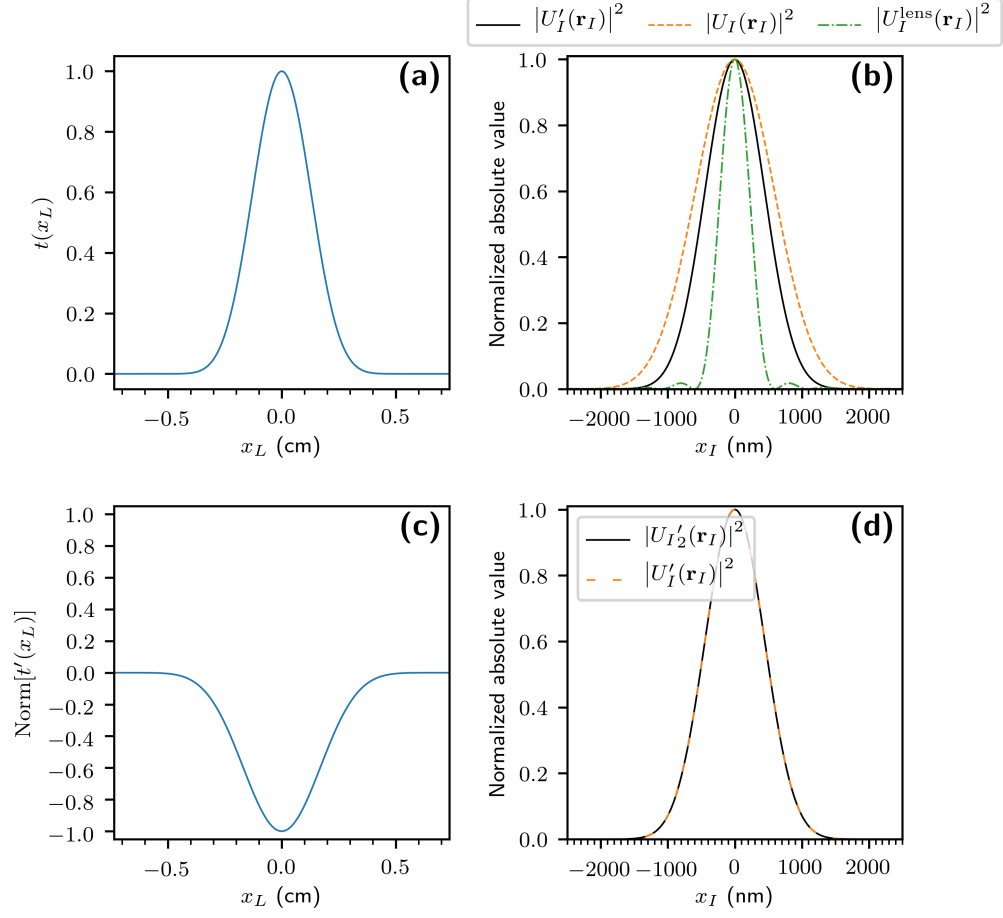 |U′_I(r_I)|² |U_I(r_I)|² |U_I^lens(r_I)|²
(a)
1.0
0.8
0.6
0.4
0.2
0.0
t(x_L)
−0.5 0.0 0.5
x_L (cm)
(b)
1.0
0.8
0.6
0.4
0.2
0.0
Normalized absolute value
−2000 −1000 0 1000 2000
x_I (nm)
(c)
1.0
0.8
0.6
0.4
0.2
0.0
−0.2
−0.4
−0.6
−0.8
−1.0
Norm[t′(x_L)]
−0.5 0.0 0.5
x_L (cm)
(d)
|U_I′_2(r_I)|²
|U′_I(r_I)|²
1.0
0.8
0.6
0.4
0.2
0.0
Normalized absolute value
−2000 −1000 0 1000 2000
x_I (nm)